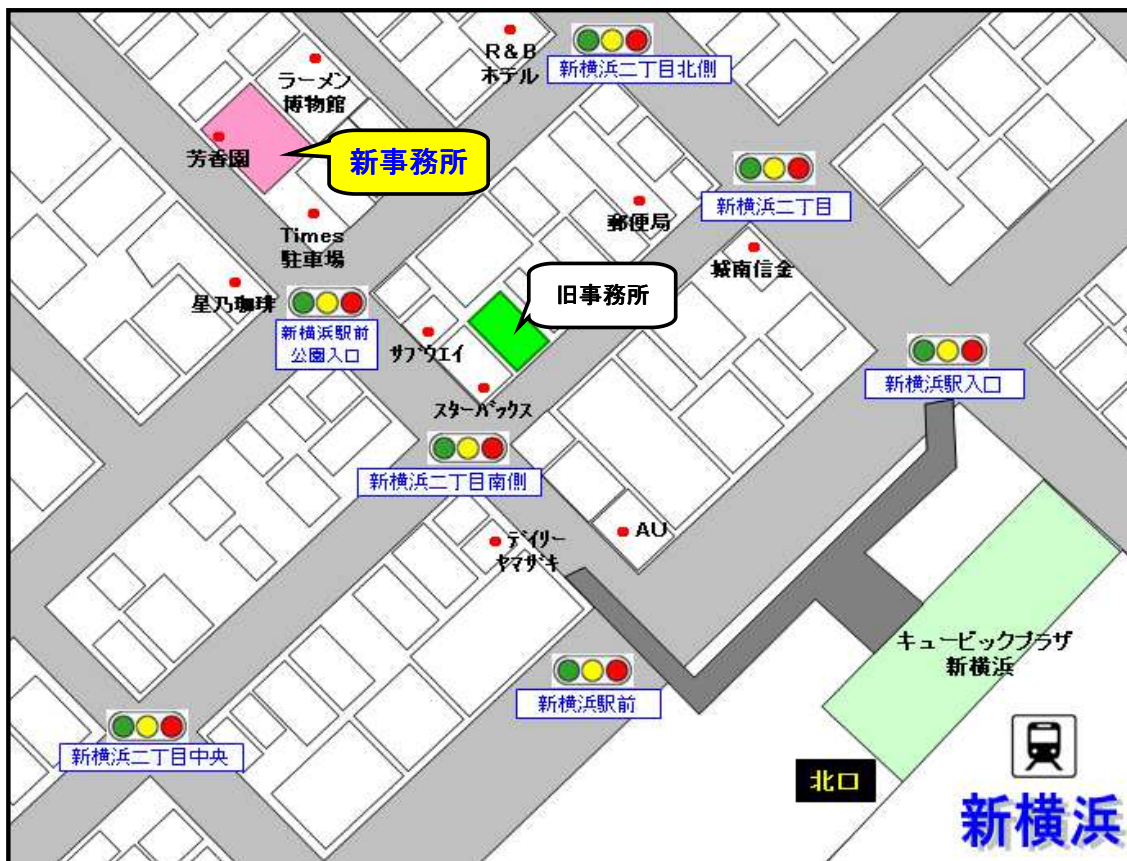 R&B
ホテル
新横浜二丁目北側
ラーメン
博物館
芳香園
新事務所
新横浜二丁目
郵便局
Times
駐車場
城南信金
星乃珈琲
旧事務所
新横浜駅前
公園入口
サブウエイ
新横浜駅入口
スターバックス
新横浜二丁目南側
AU
デイリー
ヤマザキ
キュービックプラザ
新横浜
新横浜駅前
新横浜二丁目中央
北口
新横浜